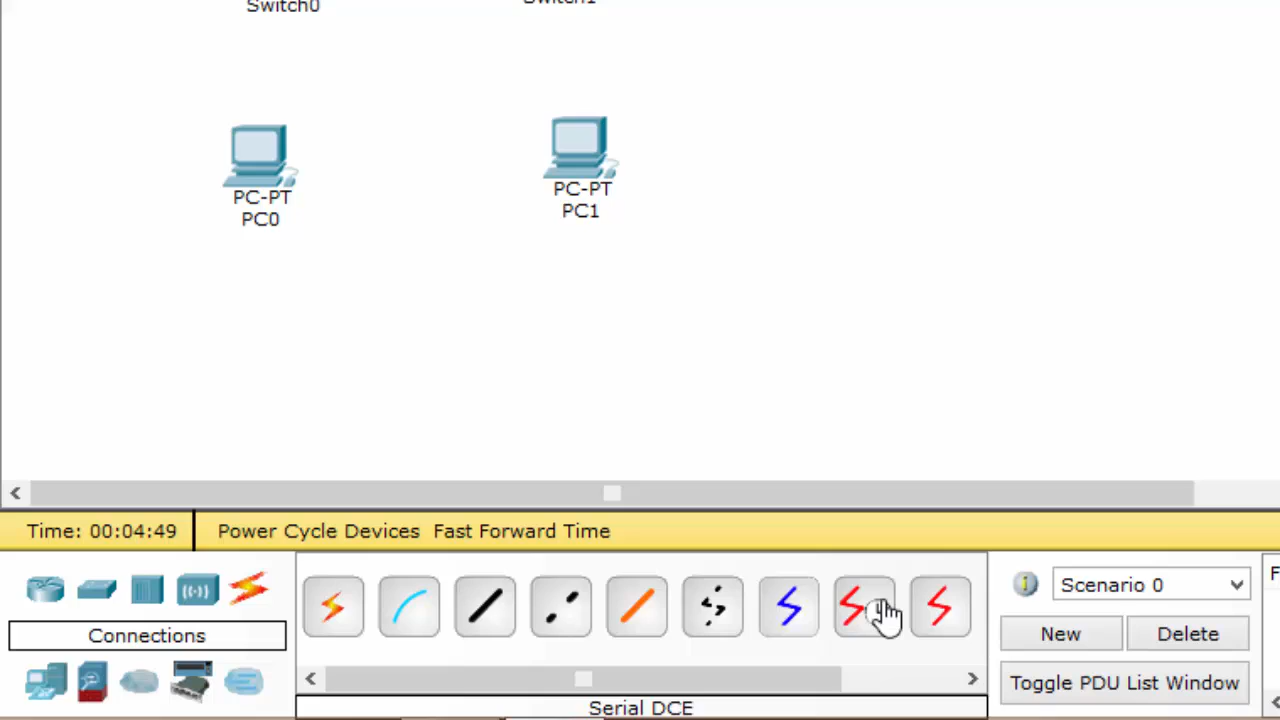 Switch0
Switch1
PC-PT
PC0
PC-PT
PC1
Time: 00:04:49
Power Cycle Devices Fast Forward Time
Connections
Serial DCE
Scenario 0
New
Delete
Toggle PDU List Window